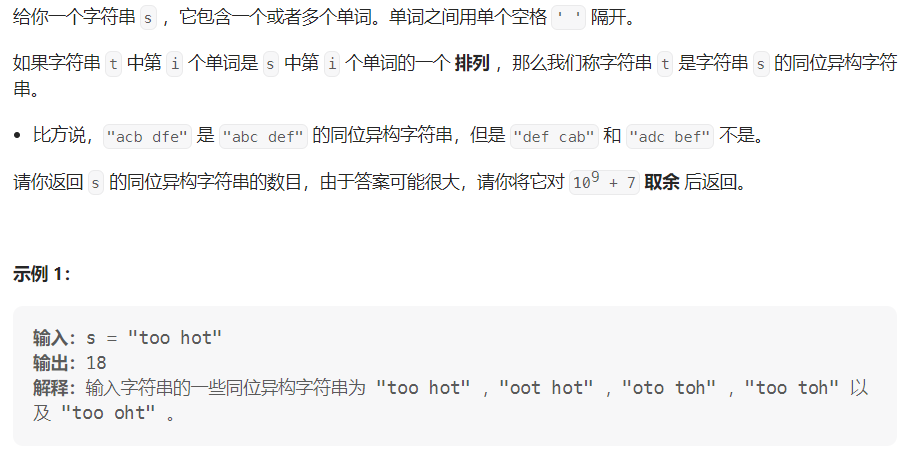 给你一个字符串 s ，它包含一个或者多个单词。单词之间用单个空格 ' ' 隔开。
如果字符串 t 中第 i 个单词是 s 中第 i 个单词的一个 排列 ，那么我们称字符串 t 是字符串 s 的同位异构字符
串。
• 比方说，"acb dfe" 是 "abc def" 的同位异构字符串，但是 "def cab" 和 "adc bef" 不是。
请你返回 s 的同位异构字符串的数目，由于答案可能很大，请你将它对 10⁹ + 7 取余 后返回。
示例 1：
输入：s = "too hot"
输出：18
解释：输入字符串的一些同位异构字符串为 "too hot" ，"oot hot" ，"oto toh" ，"too toh" 以
及 "too oht" 。